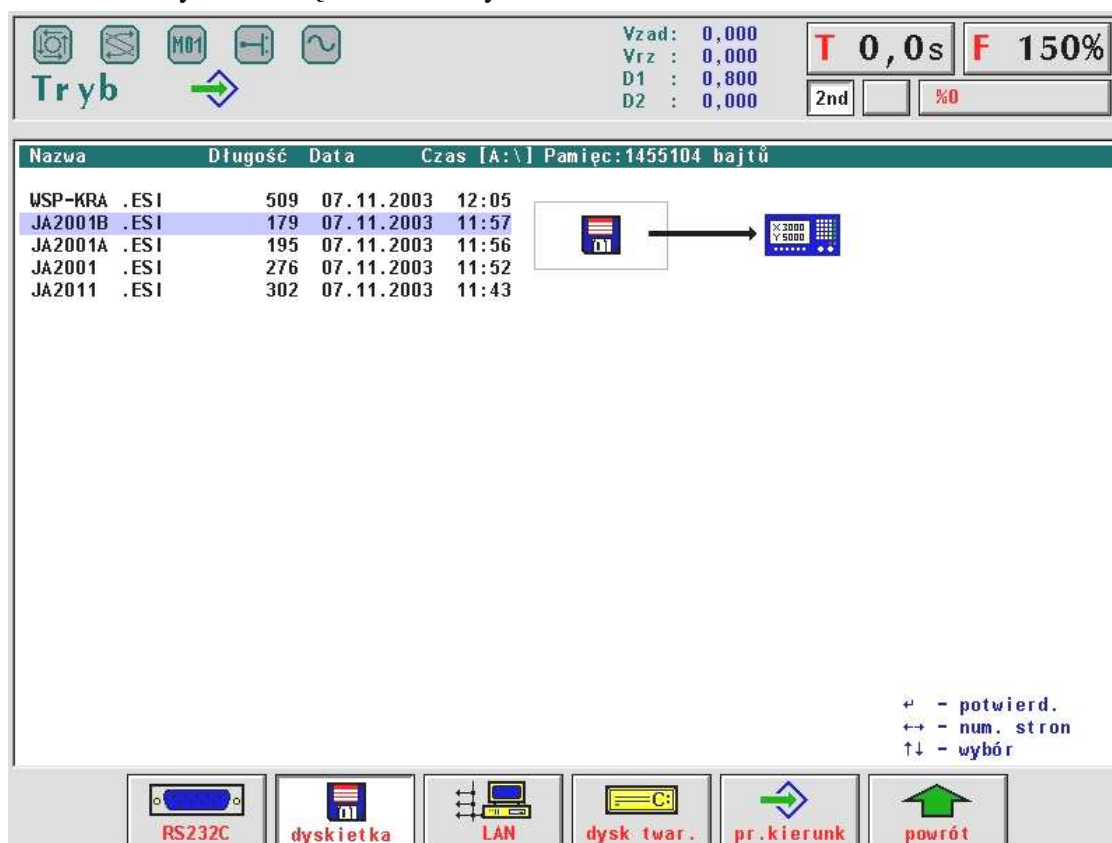 M01
Tryb
Vzad: 0,000
Vrz : 0,000
D1 : 0,800
D2 : 0,000
T 0,0s F 150%
2nd %0
Nazwa Długość Data Czas [A:\] Pamięc:1455104 bajtů
WSP-KRA .ESI 509 07.11.2003 12:05
JA2001B .ESI 179 07.11.2003 11:57
JA2001A .ESI 195 07.11.2003 11:56
JA2001 .ESI 276 07.11.2003 11:52
JA2011 .ESI 302 07.11.2003 11:43
X3000
Y5000
↵ - potwierd.
←→ - num. stron
↑↓ - wybór
C:
RS232C dyskietka LAN dysk twar. pr.kierunk powrót